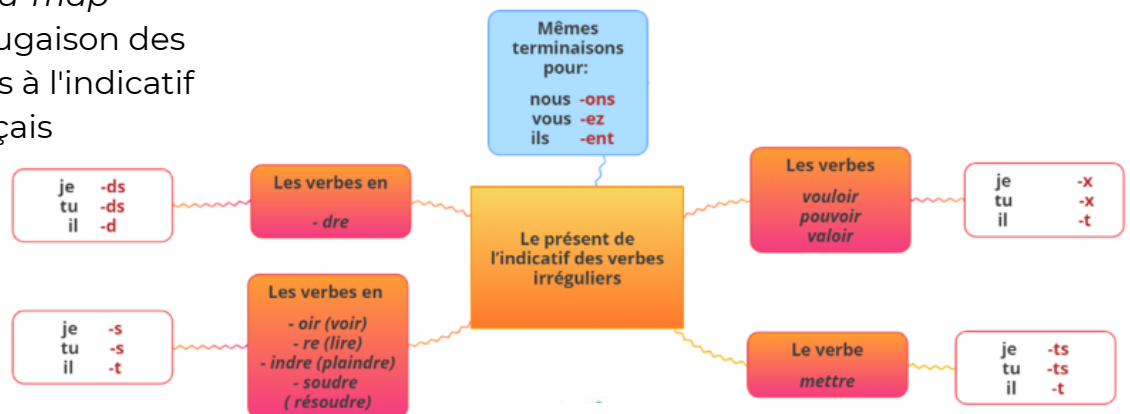 ugaison des
s à l'indicatif
çais
Mêmes
terminaisons
pour:
nous -ons
vous -ez
ils -ent
Les verbes en
- dre
je -ds
tu -ds
il -d
Les verbes en
- oir (voir)
- re (lire)
- indre (plaindre)
- soudre
( résoudre)
je -s
tu -s
il -t
Le présent de
l'indicatif des verbes
irréguliers
Les verbes
vouloir
pouvoir
valoir
je -x
tu -x
il -t
Le verbe
mettre
je -ts
tu -ts
il -t